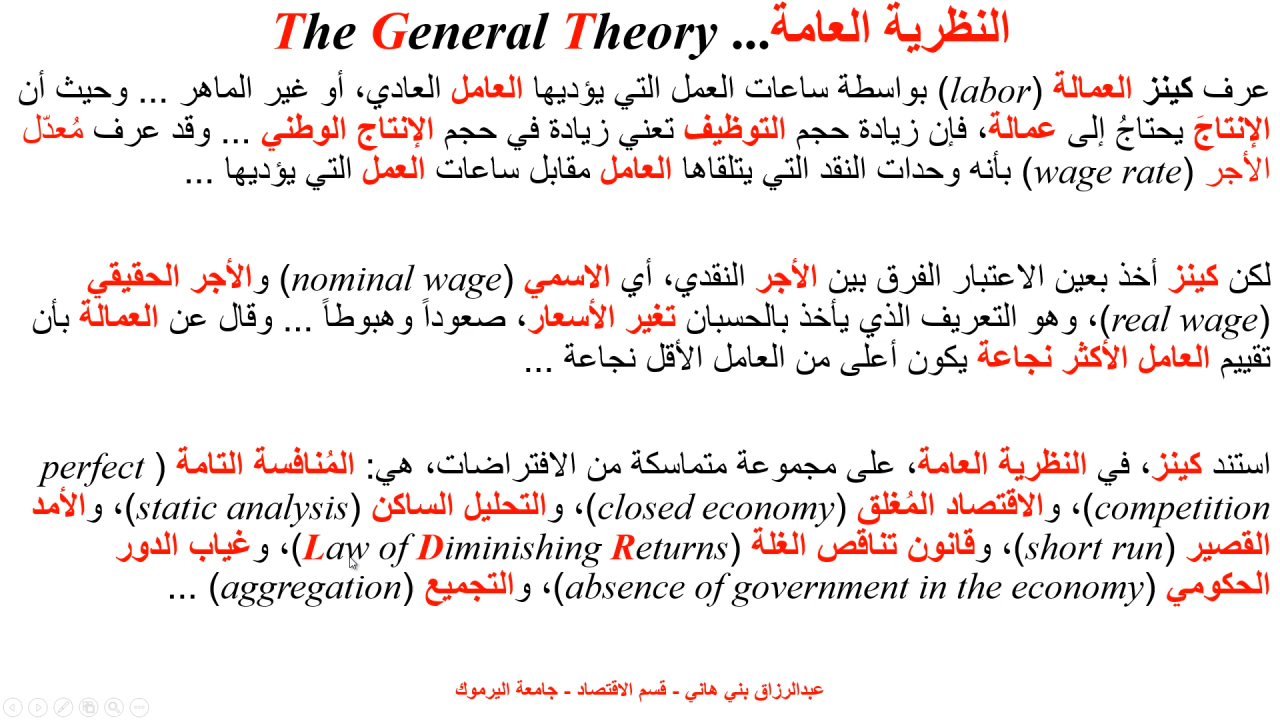 النظرية العامة... The General Theory
عرف كينز العمالة (labor) بواسطة ساعات العمل التي يؤديها العامل العادي، أو غير الماهر ... وحيث أن
الإنتاجَ يحتاجُ إلى عمالة، فإن زيادة حجم التوظيف تعني زيادة في حجم الإنتاج الوطني ... وقد عرف مُعدّل
الأجر (wage rate) بأنه وحدات النقد التي يتلقاها العامل مقابل ساعات العمل التي يؤديها ...
لكن كينز أخذ بعين الاعتبار الفرق بين الأجر النقدي، أي الاسمي (nominal wage) والأجر الحقيقي
(real wage)، وهو التعريف الذي يأخذ بالحسبان تغير الأسعار، صعوداً وهبوطاً ... وقال عن العمالة بأن
تقييم العامل الأكثر نجاعة يكون أعلى من العامل الأقل نجاعة ...
استند كينز، في النظرية العامة، على مجموعة متماسكة من الافتراضات، هي: المُنافسة التامة (perfect
competition)، والاقتصاد المُغلق (closed economy)، والتحليل الساكن (static analysis)، والأمد
القصير (short run)، وقانون تناقص الغلة (Law of Diminishing Returns)، وغياب الدور
الحكومي (absence of government in the economy)، والتجميع (aggregation) ...
عبدالرزاق بني هاني - قسم الاقتصاد - جامعة اليرموك